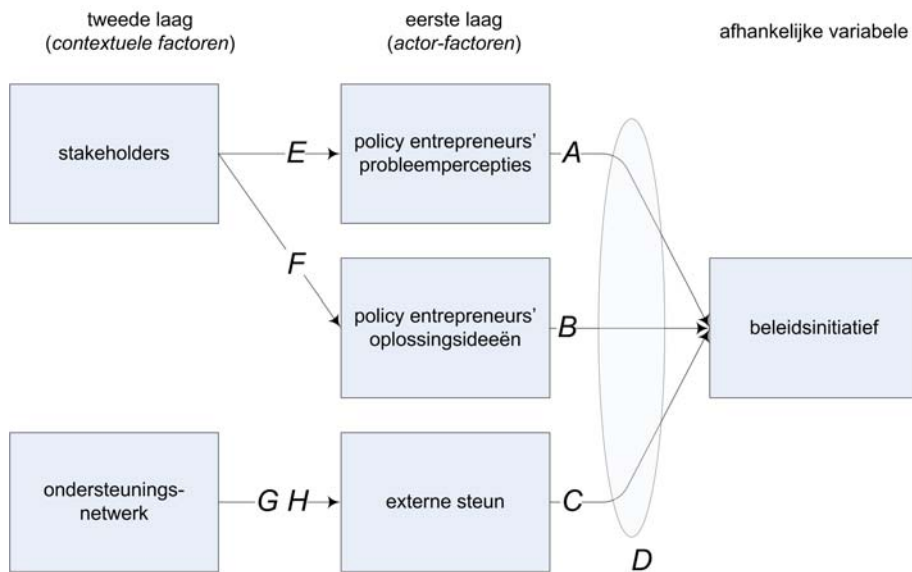 tweede laag
(contextuele factoren)
eerste laag
(actor-factoren)
afhankelijke variabele
stakeholders
E
policy entrepreneurs'
probleempercepties
A
F
policy entrepreneurs'
oplossingsideeën
B
beleidsinitiatief
ondersteunings-
netwerk
G H
externe steun
C
D